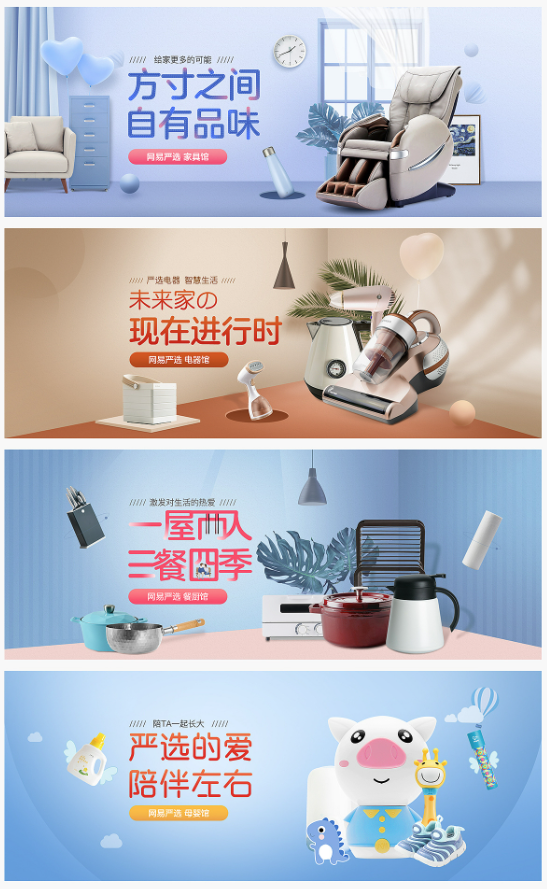 ///// 给家更多的可能 /////
方寸之间
自有品味
网易严选 家具馆
///// 严选电器 智慧生活 /////
未来家の
现在进行时
网易严选 电器馆
///// 激发对生活的热爱 /////
一屋两人
三餐四季
网易严选 餐厨馆
///// 陪TA一起长大 /////
严选的爱
陪伴左右
网易严选 母婴馆